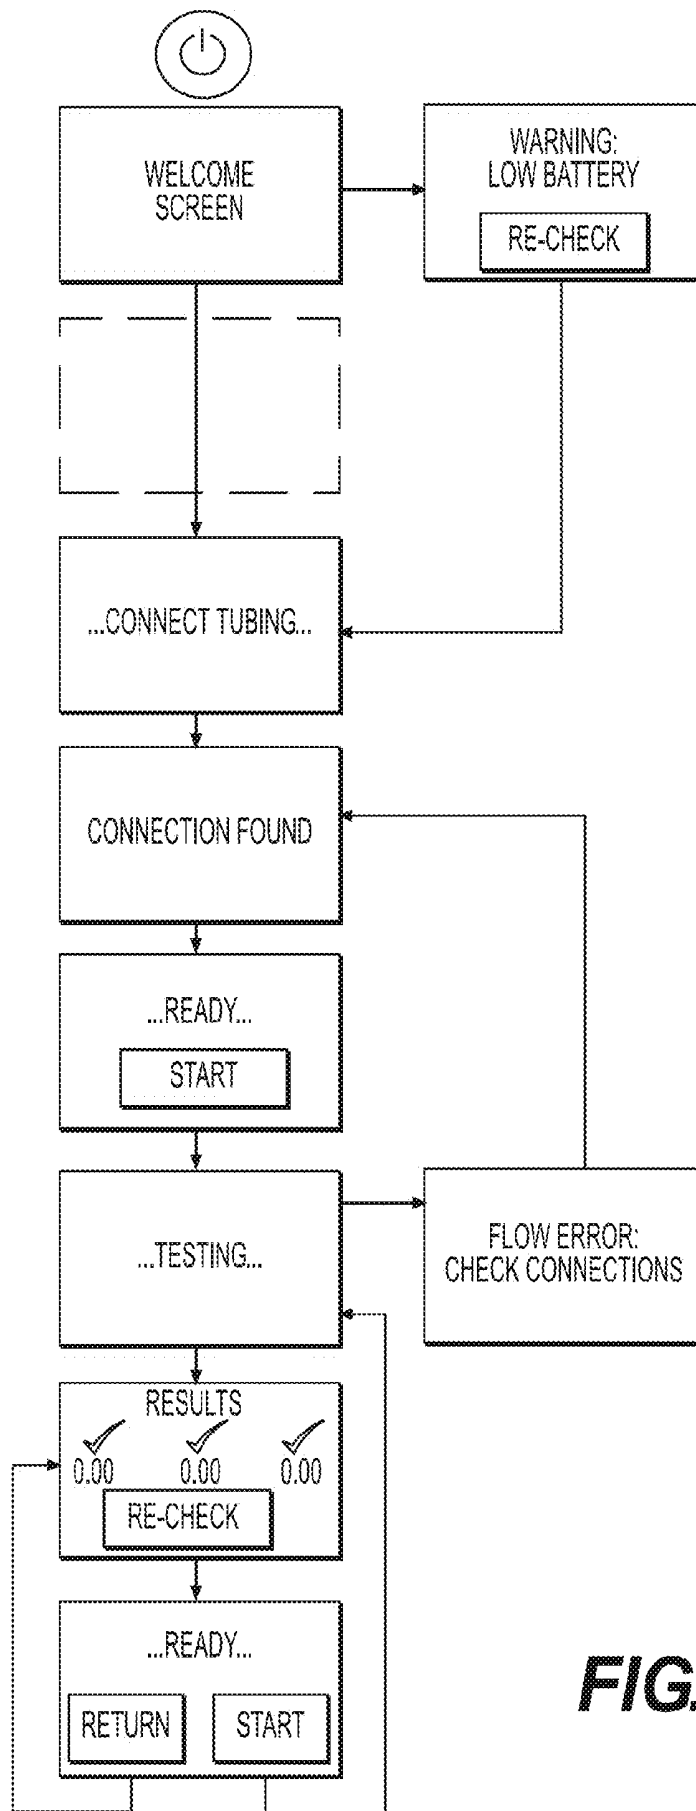 WELCOME
SCREEN
WARNING:
LOW BATTERY
RE-CHECK
...CONNECT TUBING...
CONNECTION FOUND
...READY...
START
...TESTING...
FLOW ERROR:
CHECK CONNECTIONS
RESULTS
0.00 0.00 0.00
RE-CHECK
...READY...
RETURN START
FIG.